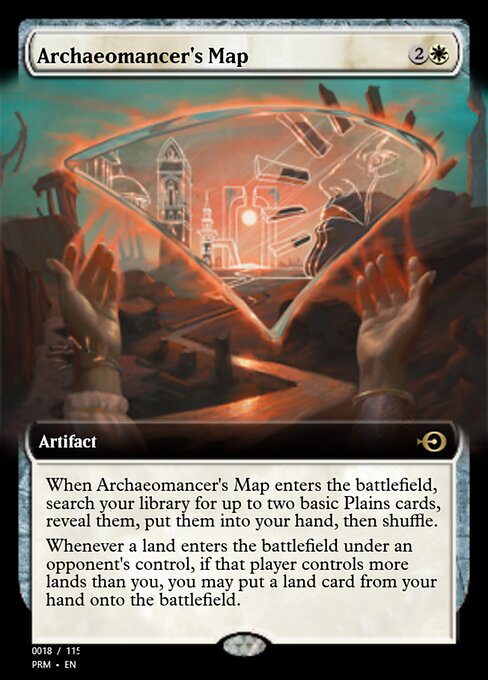 Archaeomancer's Map 2
Artifact
When Archaeomancer's Map enters the battlefield,
search your library for up to two basic Plains cards,
reveal them, put them into your hand, then shuffle.
Whenever a land enters the battlefield under an
opponent's control, if that player controls more
lands than you, you may put a land card from your
hand onto the battlefield.
0018 / 115
PRM • EN